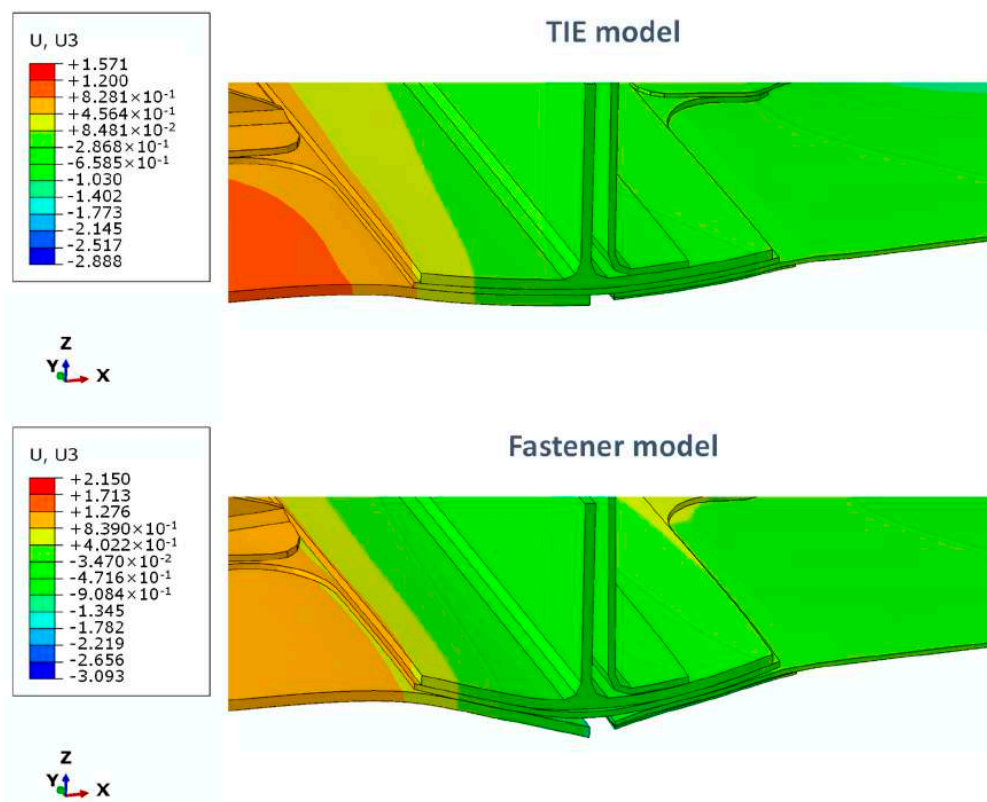 TIE model
U, U3
+1.571
+1.200
+8.281×10⁻¹
+4.564×10⁻¹
+8.481×10⁻²
-2.868×10⁻¹
-6.585×10⁻¹
-1.030
-1.402
-1.773
-2.145
-2.517
-2.888
Z
Y
X
Fastener model
U, U3
+2.150
+1.713
+1.276
+8.390×10⁻¹
+4.022×10⁻¹
-3.470×10⁻²
-4.716×10⁻¹
-9.084×10⁻¹
-1.345
-1.782
-2.219
-2.656
-3.093
Z
Y
X